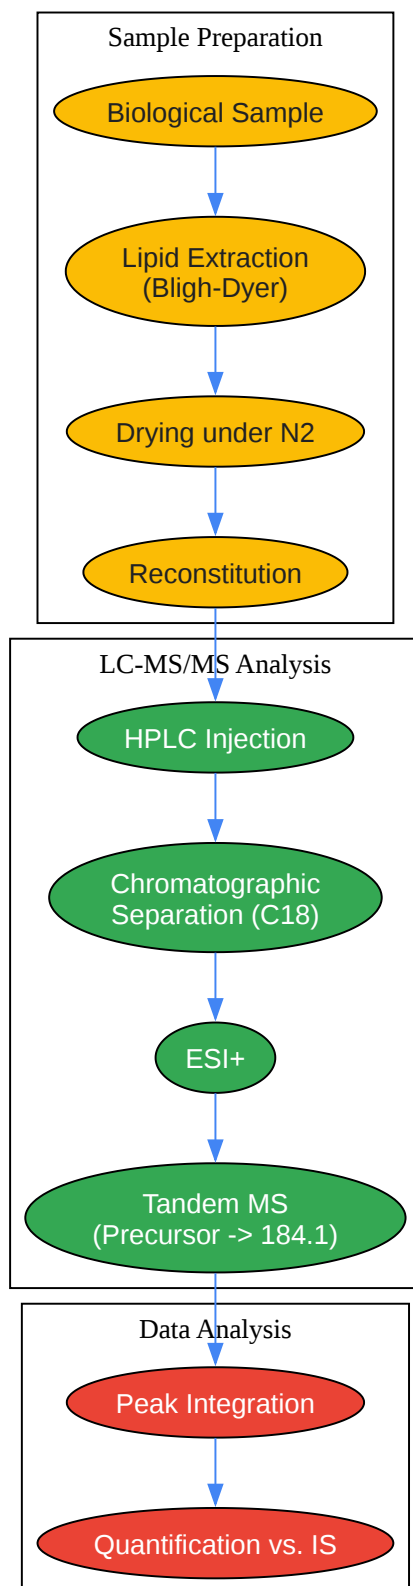 Sample Preparation
Biological Sample
Lipid Extraction
(Bligh-Dyer)
Drying under N2
Reconstitution
LC-MS/MS Analysis
HPLC Injection
Chromatographic
Separation (C18)
ESI+
Tandem MS
(Precursor -> 184.1)
Data Analysis
Peak Integration
Quantification vs. IS